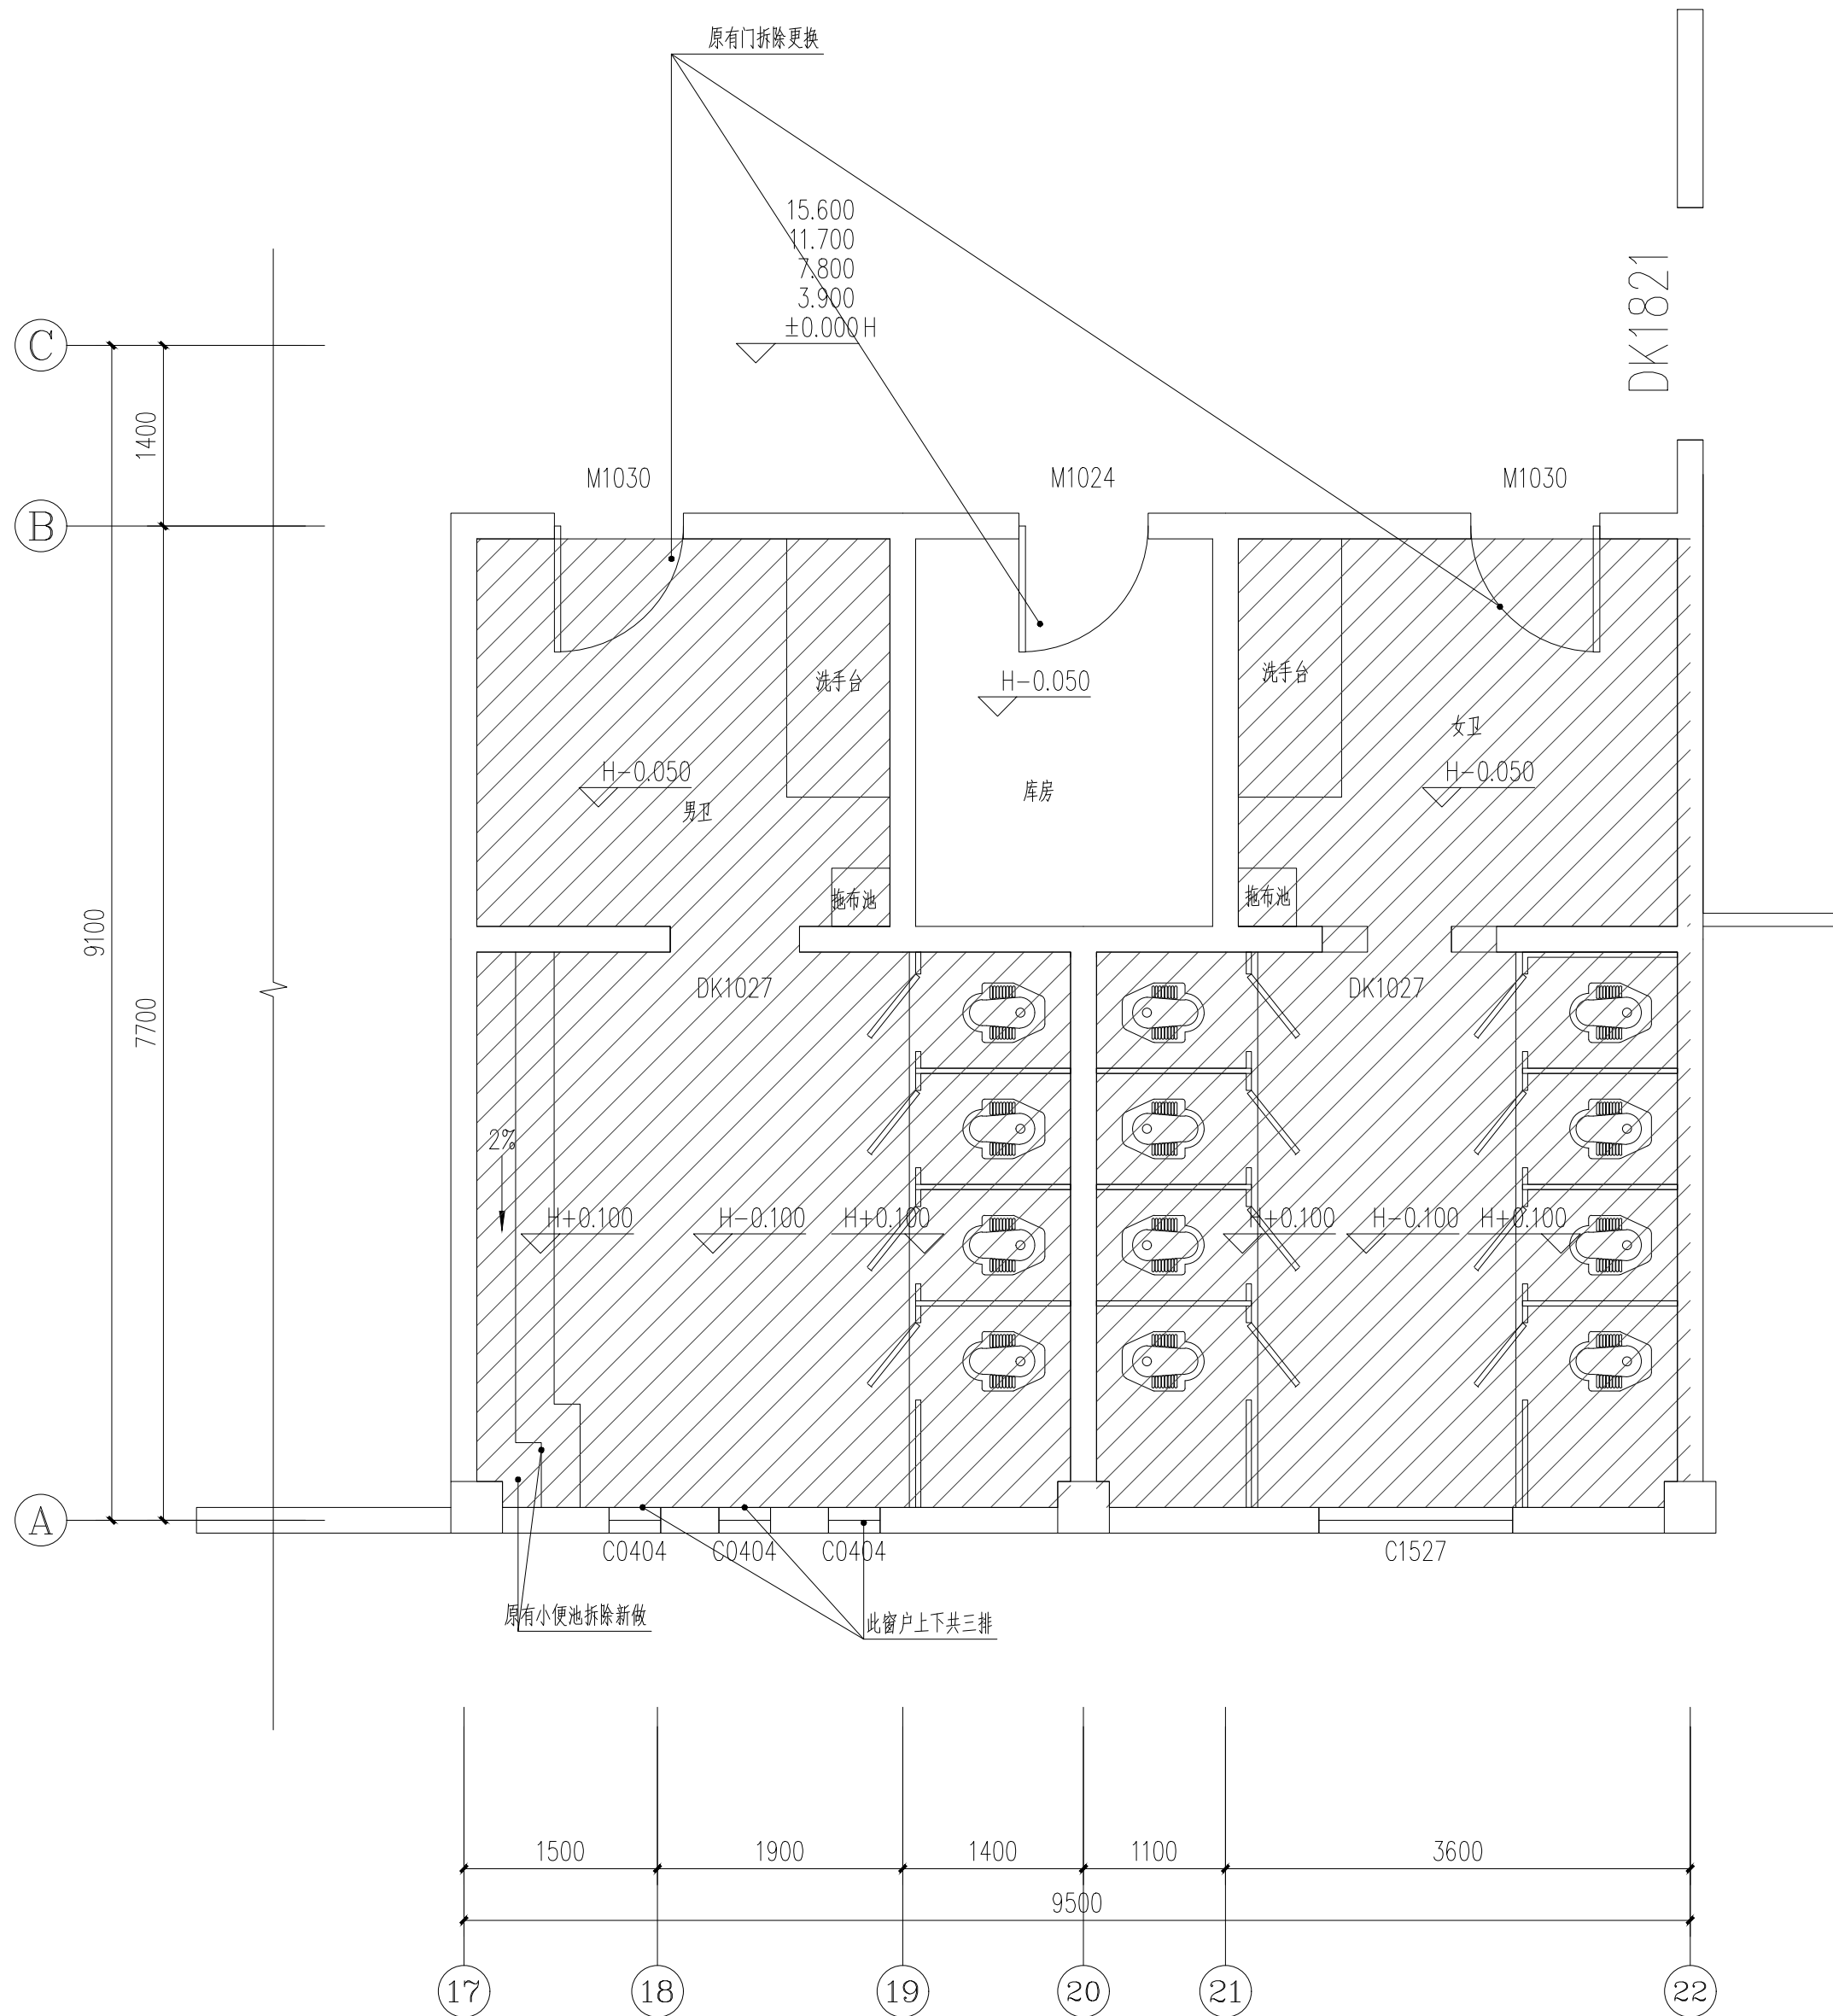 原有门拆除更换
15.600
11.700
7.800
3.900
±0.000 H
DK1821
C
1400
M1030
M1024
M1030
B
洗手台
H-0.050
洗手台
女卫
H-0.050
H-0.050
男卫
库房
拖布池
拖布池
9100
7700
DK1027
DK1027
2%
H+0.100
H-0.100
H+0.100
H+0.100
H-0.100
H+0.100
A
C0404
C0404
C0404
C1527
原有小便池拆除新做
此窗户上下共三排
1500
1900
1400
1100
3600
9500
17
18
19
20
21
22